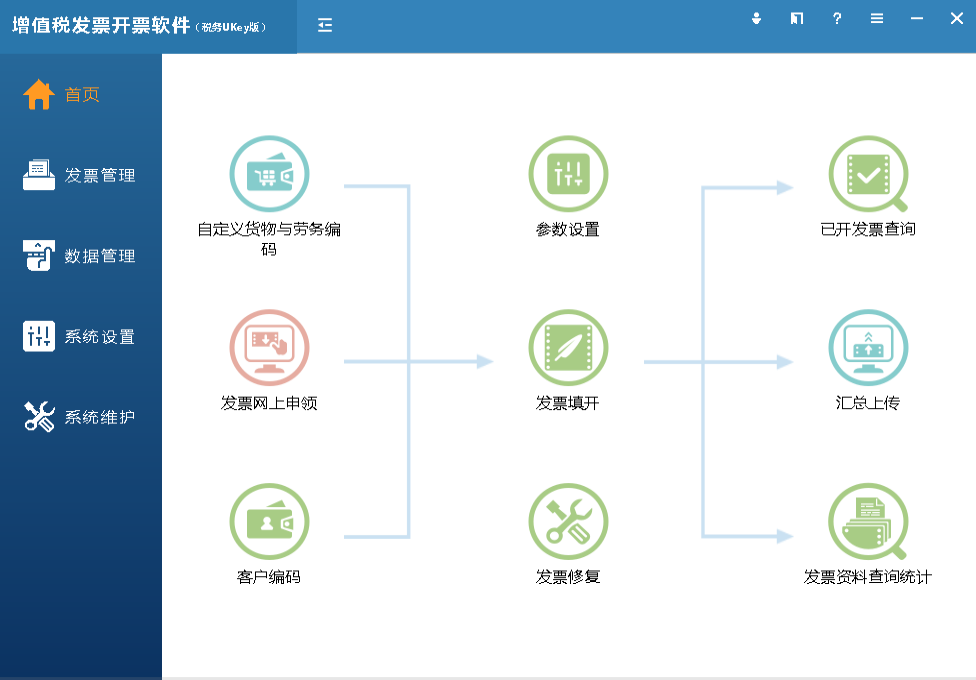 增值税发票开票软件（税务UKey版）
首页
发票管理
数据管理
系统设置
系统维护
自定义货物与劳务编
码
参数设置
已开发票查询
发票网上申领
发票填开
汇总上传
客户编码
发票修复
发票资料查询统计